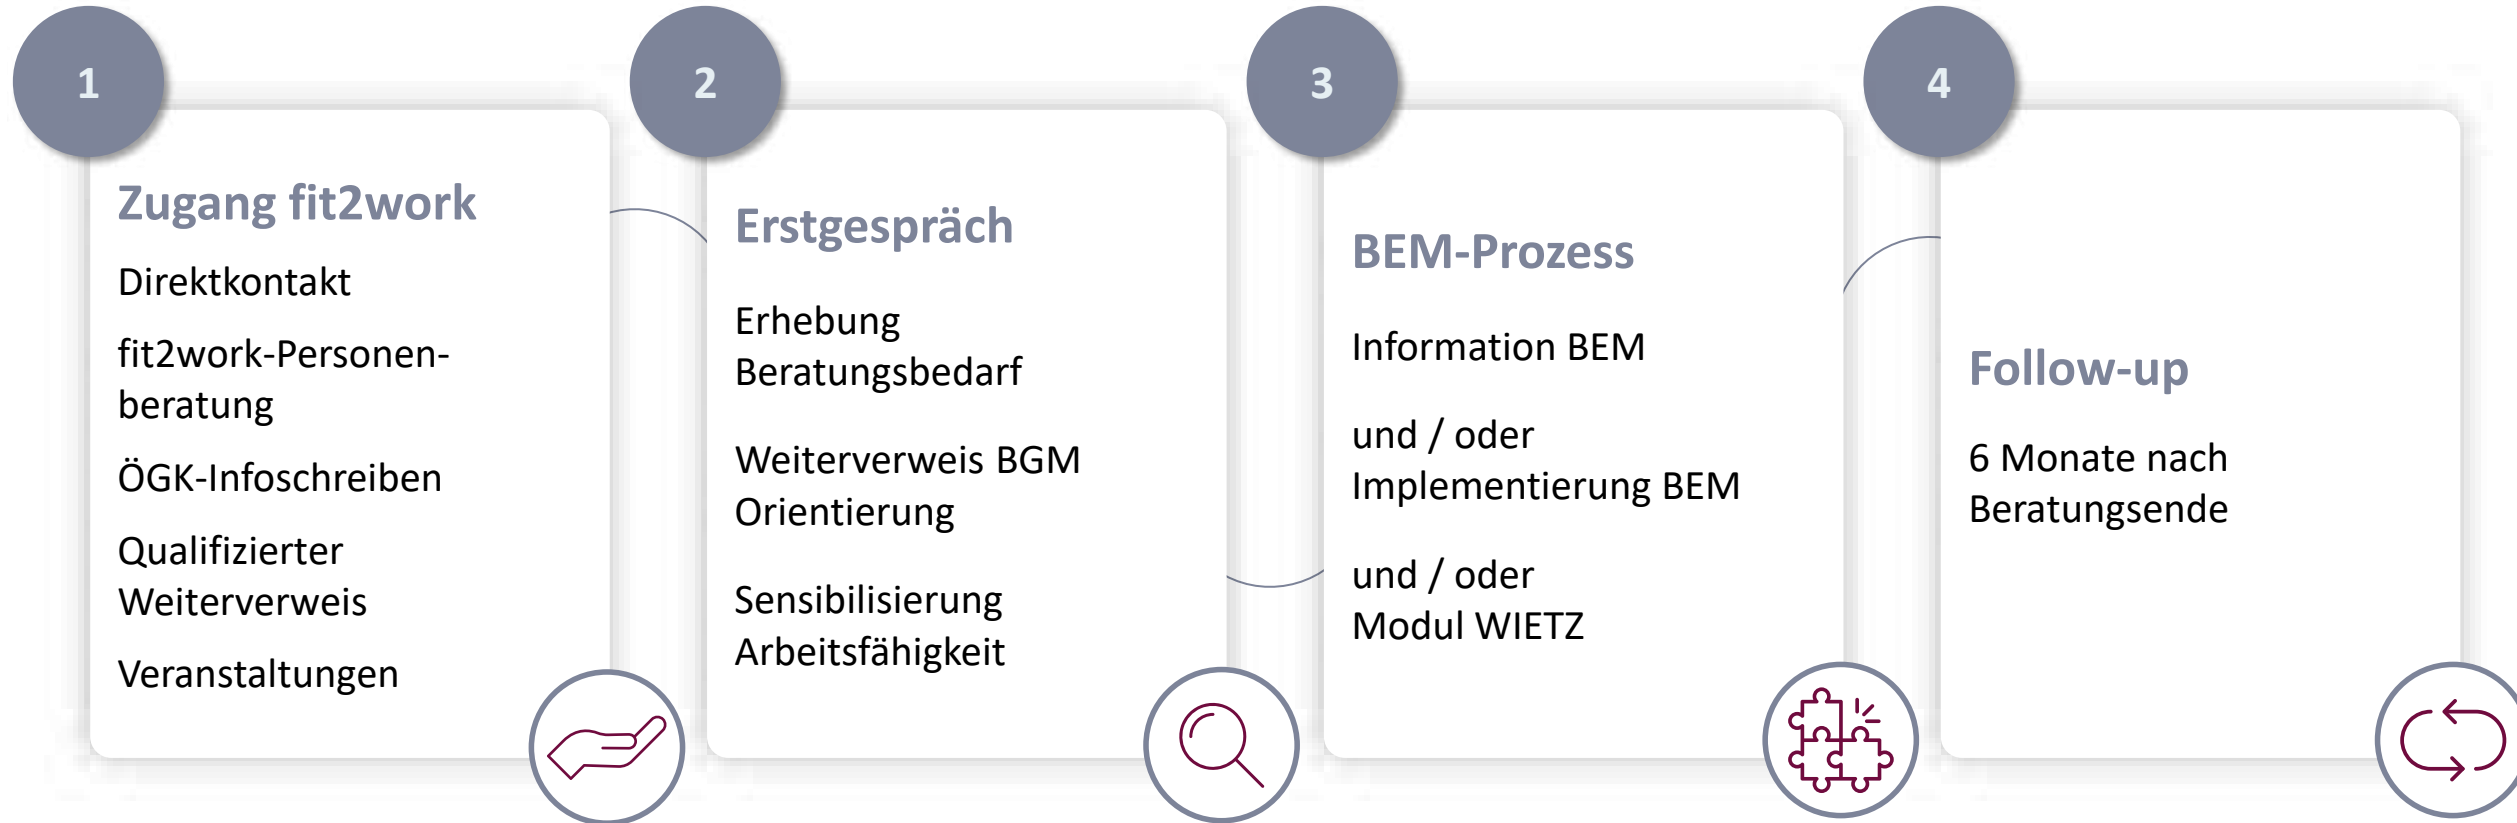 1
Zugang fit2work
Direktkontakt
fit2work-Personen-
beratung
ÖGK-Infoschreiben
Qualifizierter
Weiterverweis
Veranstaltungen
2
Erstgespräch
Erhebung
Beratungsbedarf
Weiterverweis BGM
Orientierung
Sensibilisierung
Arbeitsfähigkeit
3
BEM-Prozess
Information BEM
und / oder
Implementierung BEM
und / oder
Modul WIETZ
4
Follow-up
6 Monate nach
Beratungsende